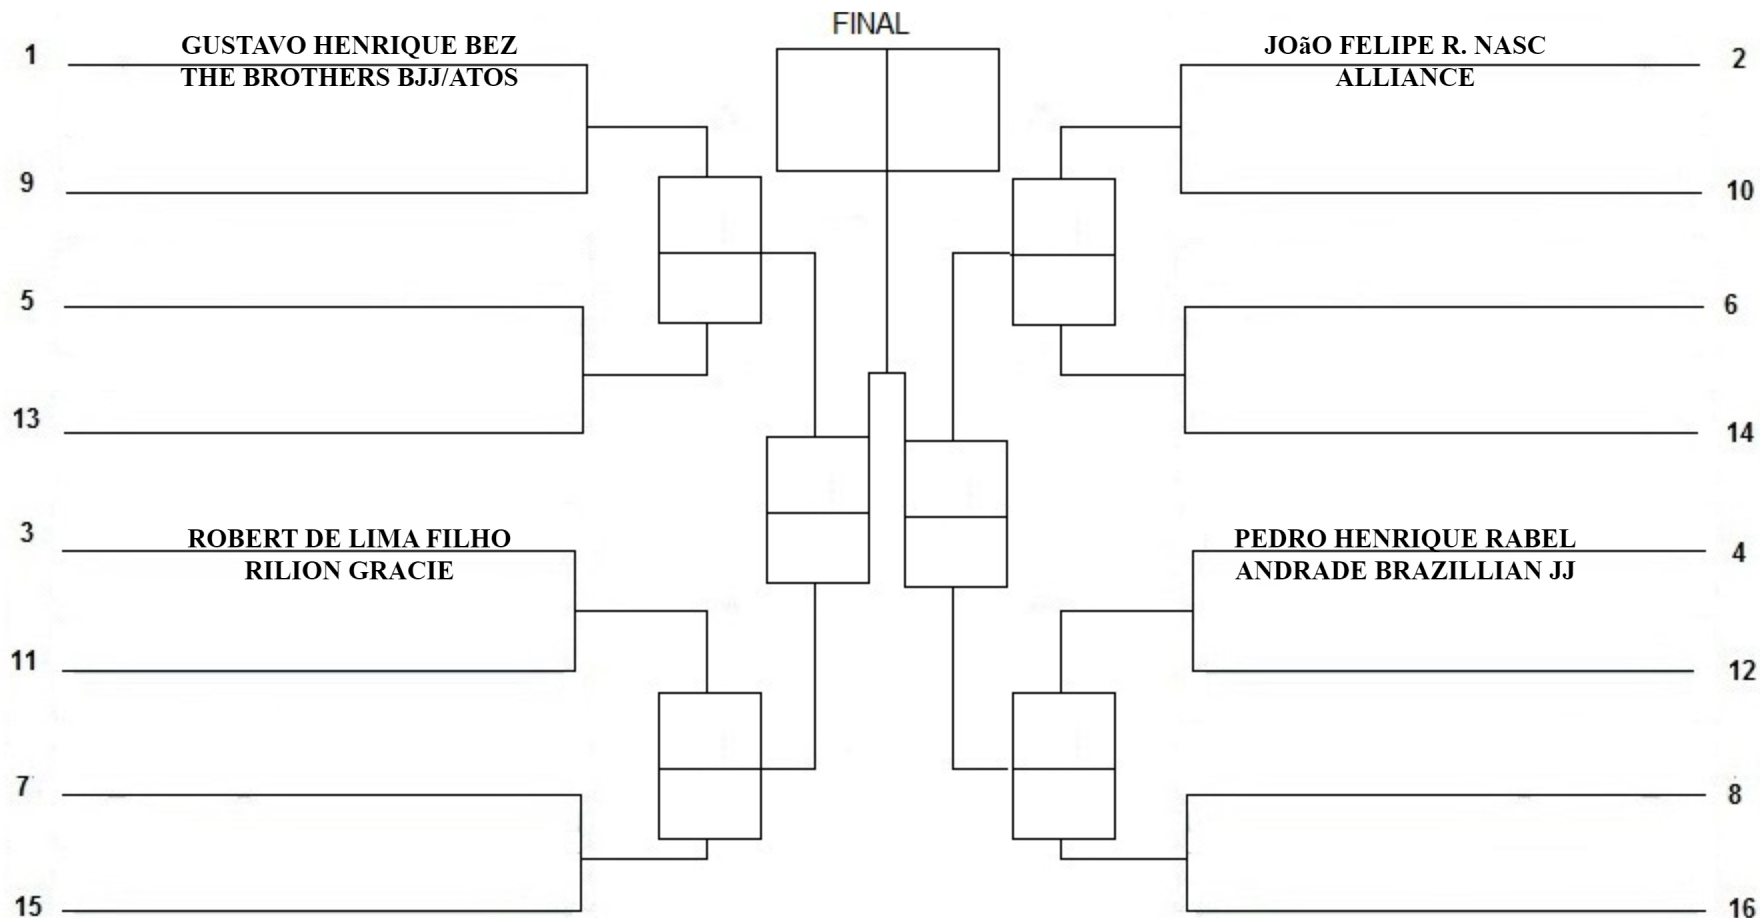 FINAL
1
GUSTAVO HENRIQUE BEZ
THE BROTHERS BJJ/ATOS
JOãO FELIPE R. NASC
ALLIANCE
2
9
10
5
6
13
14
3
ROBERT DE LIMA FILHO
RILION GRACIE
PEDRO HENRIQUE RABEL
ANDRADE BRAZILLIAN JJ
4
11
12
7
8
15
16